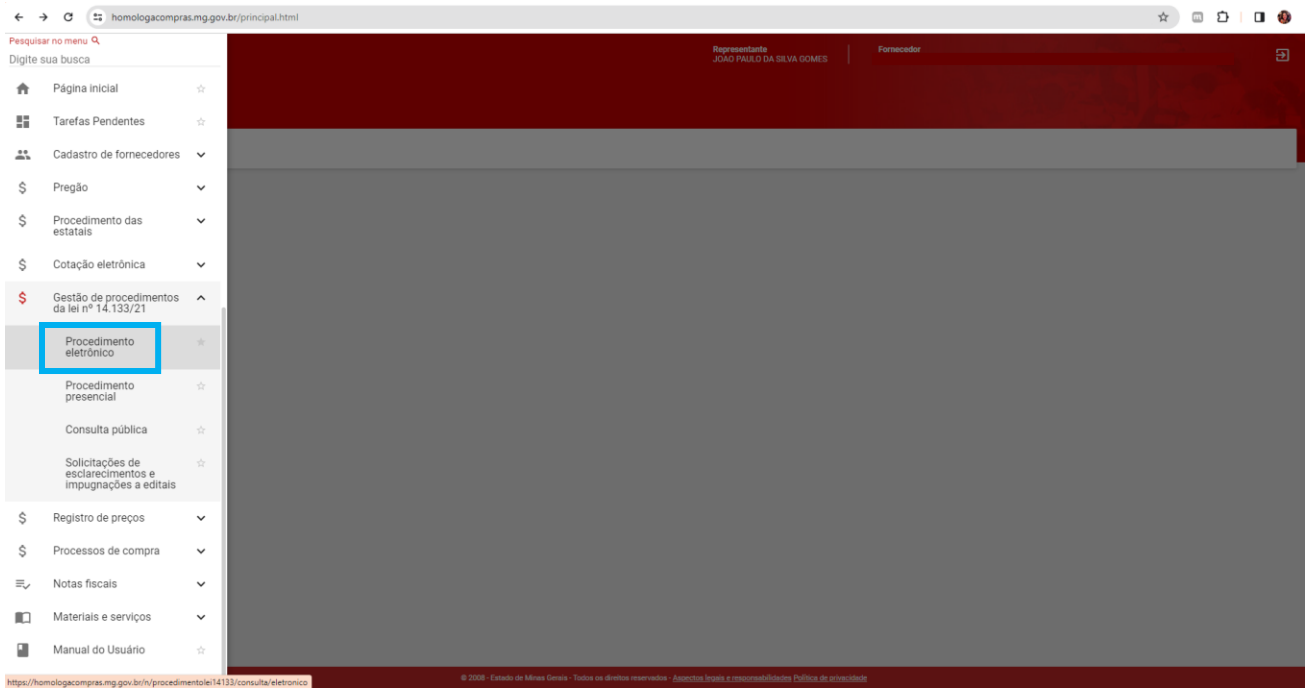 homologacompras.mg.gov.br/principal.html
Pesquisar no menu
Digite sua busca
Representante
JOAO PAULO DA SILVA GOMES
Fornecedor
Página inicial
Tarefas Pendentes
Cadastro de fornecedores
Pregão
Procedimento das
estatais
Cotação eletrônica
Gestão de procedimentos
da lei nº 14.133/21
Procedimento
eletrônico
Procedimento
presencial
Consulta pública
Solicitações de
esclarecimentos e
impugnações a editais
Registro de preços
Processos de compra
Notas fiscais
Materiais e serviços
Manual do Usuário
https://homologacompras.mg.gov.br/n/procedimentolei14133/consulta/eletronico
© 2008 - Estado de Minas Gerais - Todos os direitos reservados - Aspectos legais e responsabilidades Política de privacidade